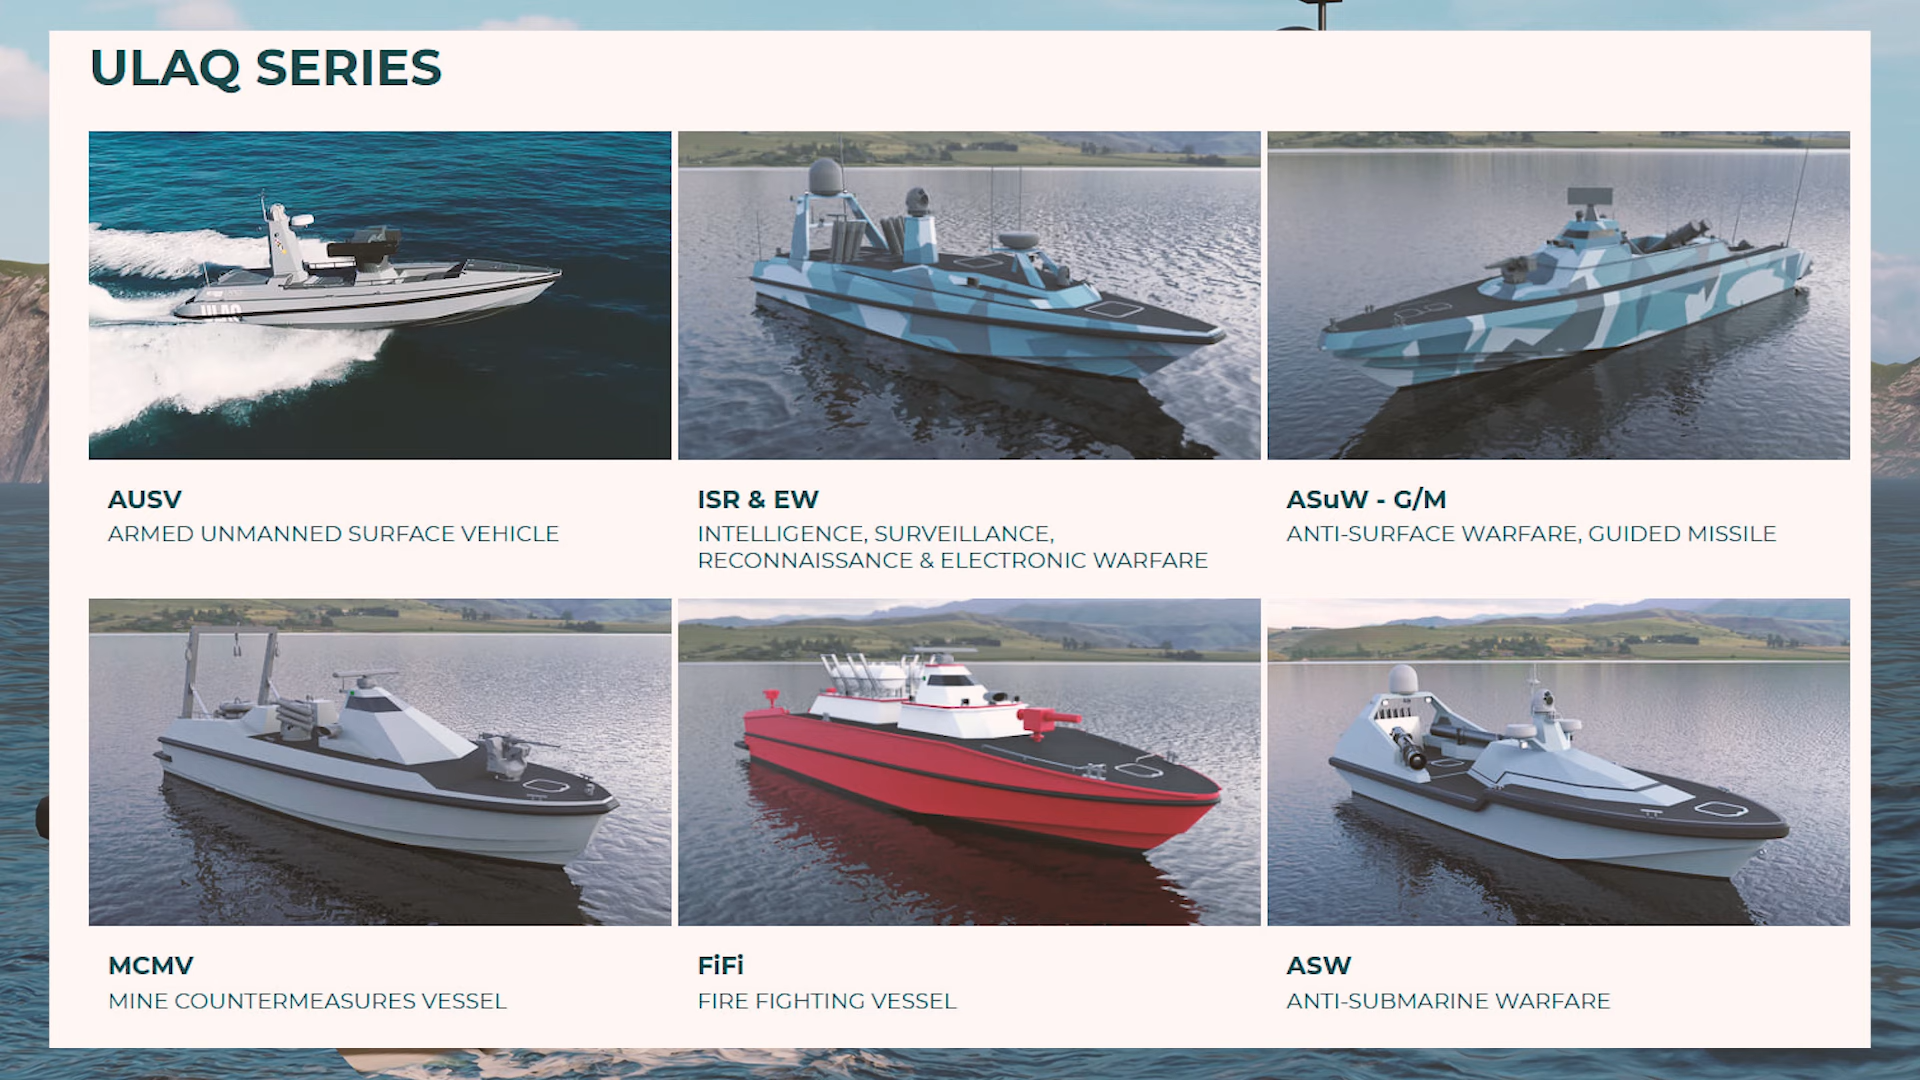 ULAQ SERIES
ULAQ
AUSV
ARMED UNMANNED SURFACE VEHICLE
ISR & EW
INTELLIGENCE, SURVEILLANCE,
RECONNAISSANCE & ELECTRONIC WARFARE
ASuW - G/M
ANTI-SURFACE WARFARE, GUIDED MISSILE
MCMV
MINE COUNTERMEASURES VESSEL
FiFi
FIRE FIGHTING VESSEL
ASW
ANTI-SUBMARINE WARFARE